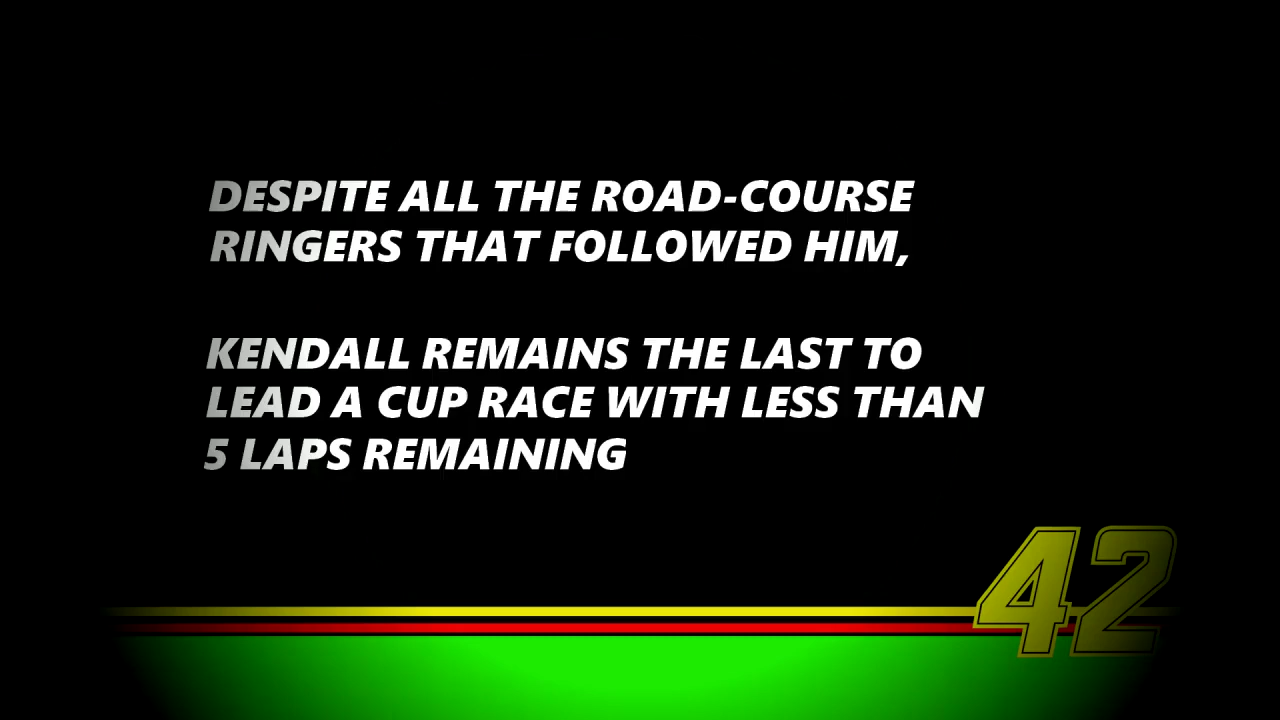 DESPITE ALL THE ROAD-COURSE
RINGERS THAT FOLLOWED HIM,
KENDALL REMAINS THE LAST TO
LEAD A CUP RACE WITH LESS THAN
5 LAPS REMAINING
42